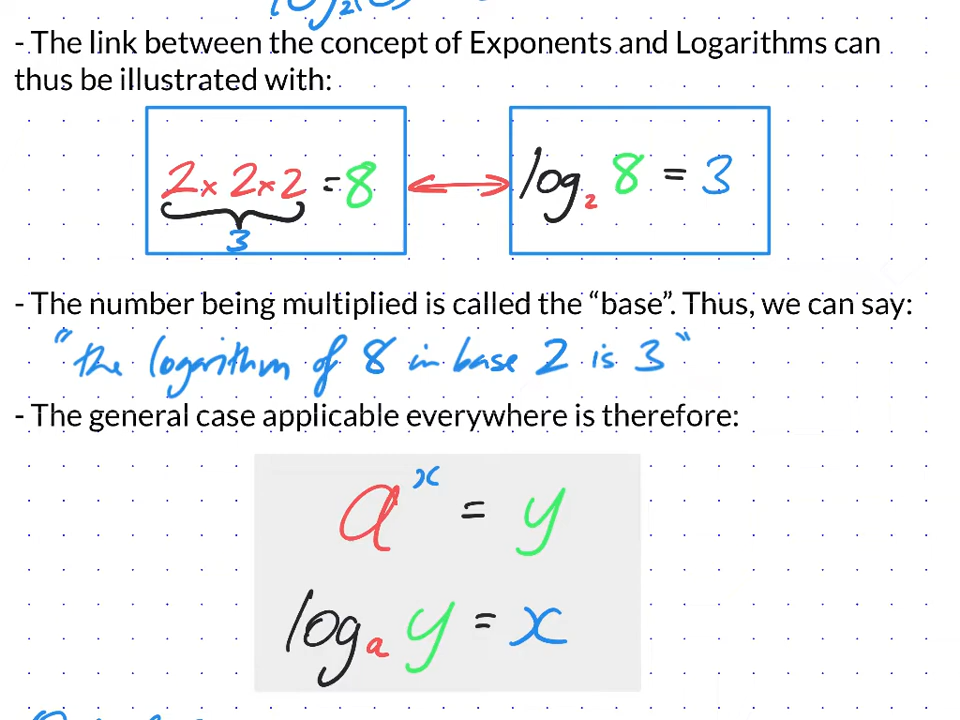 - The link between the concept of Exponents and Logarithms can
thus be illustrated with:
2 x 2 x 2 = 8
3
log₂ 8 = 3
- The number being multiplied is called the “base”. Thus, we can say:
"the logarithm of 8 in base 2 is 3"
- The general case applicable everywhere is therefore:
aˣ = y
logₐ y = x